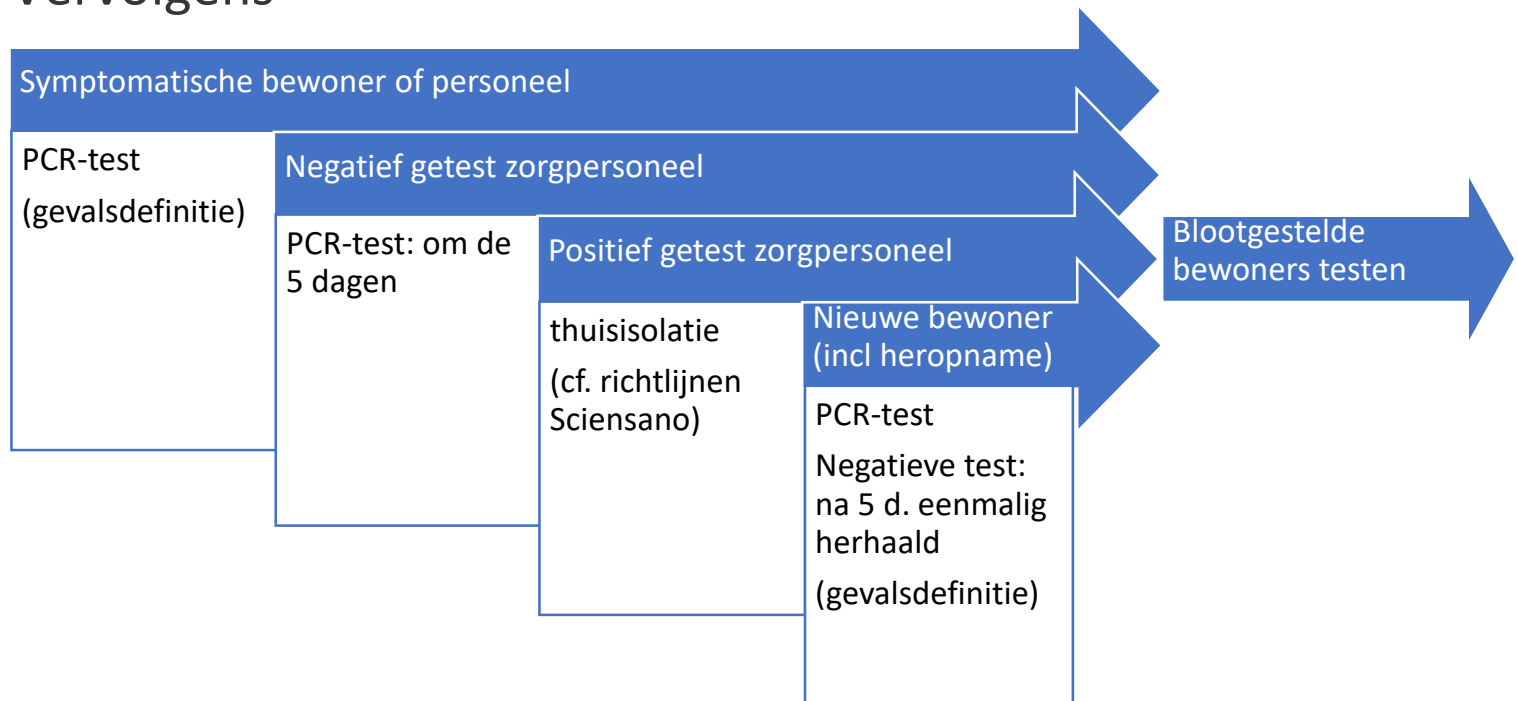 Vervolgens
Symptomatische bewoner of personeel
PCR-test
(gevalsdefinitie)
Negatief getest zorgpersoneel
PCR-test: om de
5 dagen
Positief getest zorgpersoneel
thuisisolatie
(cf. richtlijnen
Sciensano)
Nieuwe bewoner
(incl heropname)
PCR-test
Negatieve test:
na 5 d. eenmalig
herhaald
(gevalsdefinitie)
Blootgestelde
bewoners testen